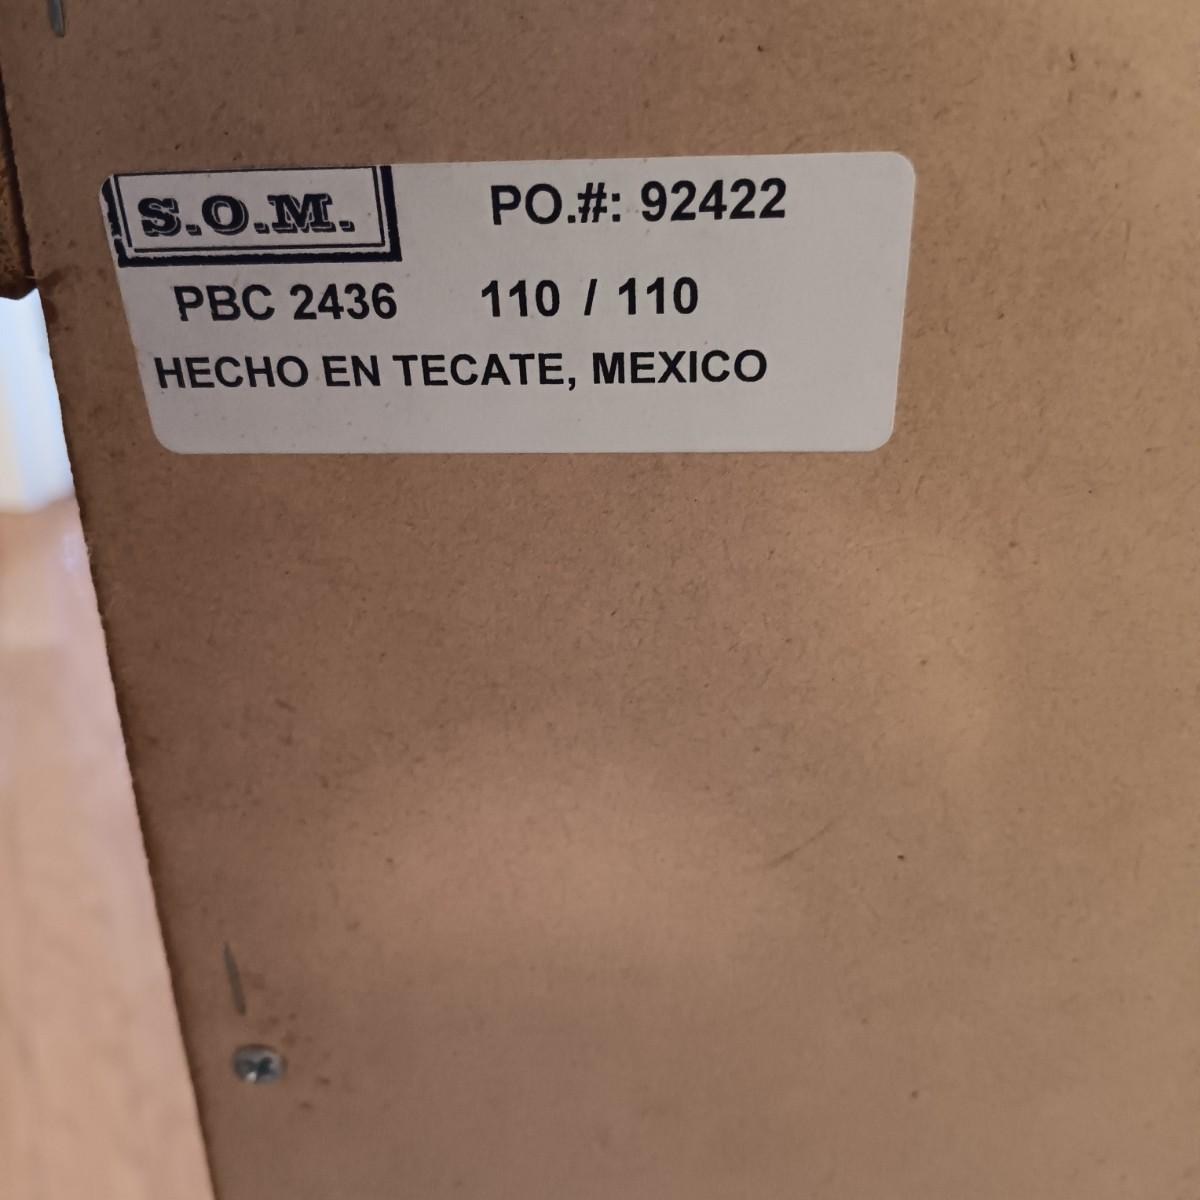 S.O.M.
PO.#: 92422
PBC 2436 110 / 110
HECHO EN TECATE, MEXICO